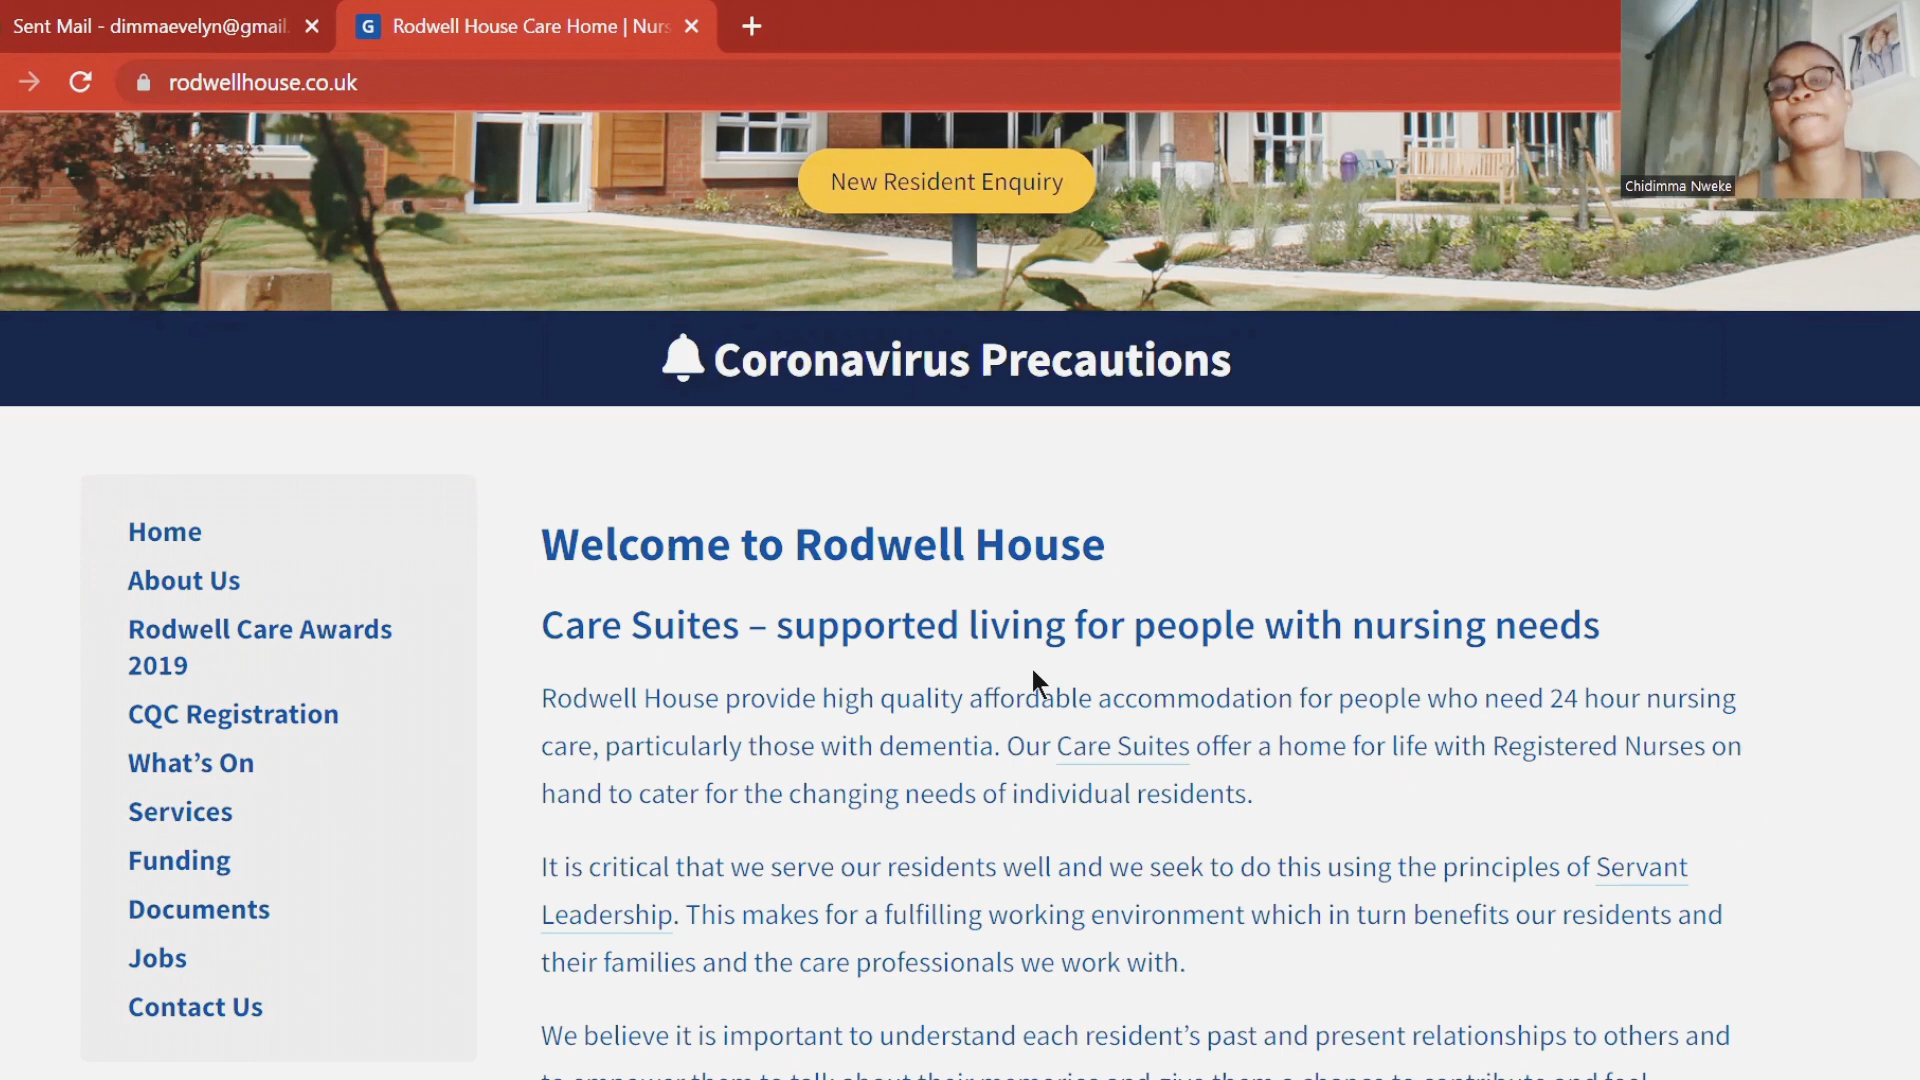 Sent Mail - dimmaevelyn@gmail.
Rodwell House Care Home | Nurs
rodwellhouse.co.uk
New Resident Enquiry
Chidimma Nweke
Coronavirus Precautions
Home
About Us
Rodwell Care Awards
2019
CQC Registration
What’s On
Services
Funding
Documents
Jobs
Contact Us
Welcome to Rodwell House
Care Suites – supported living for people with nursing needs
Rodwell House provide high quality affordable accommodation for people who need 24 hour nursing
care, particularly those with dementia. Our Care Suites offer a home for life with Registered Nurses on
hand to cater for the changing needs of individual residents.
It is critical that we serve our residents well and we seek to do this using the principles of Servant
Leadership. This makes for a fulfilling working environment which in turn benefits our residents and
their families and the care professionals we work with.
We believe it is important to understand each resident’s past and present relationships to others and